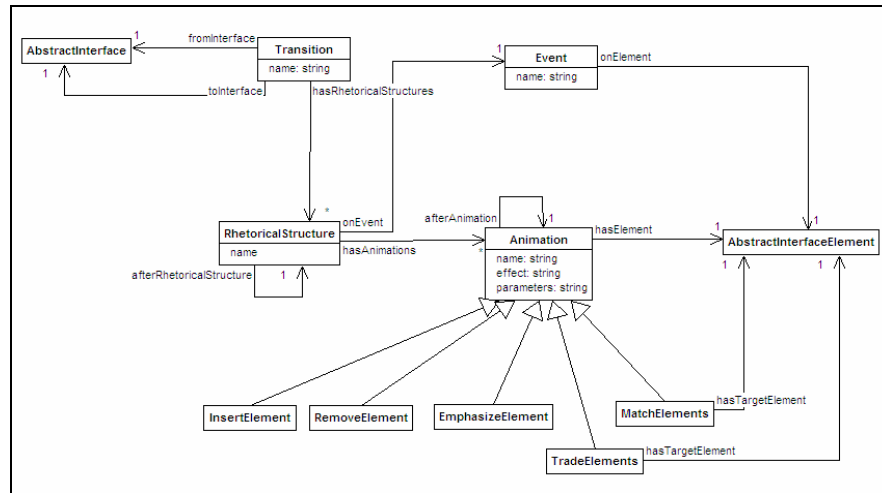 1
fromInterface
AbstractInterface
Transition
name: string
1
toInterface
hasRhetoricalStructures
1
Event
name: string
onElement
*
onEvent
RhetoricalStructure
name
hasAnimations
afterRhetoricalStructure
1
afterAnimation
1
*
Animation
name: string
effect: string
parameters: string
hasElement
1
1
AbstractInterfaceElement
1
1
InsertElement
RemoveElement
EmphasizeElement
MatchElements
hasTargetElement
TradeElements
hasTargetElement